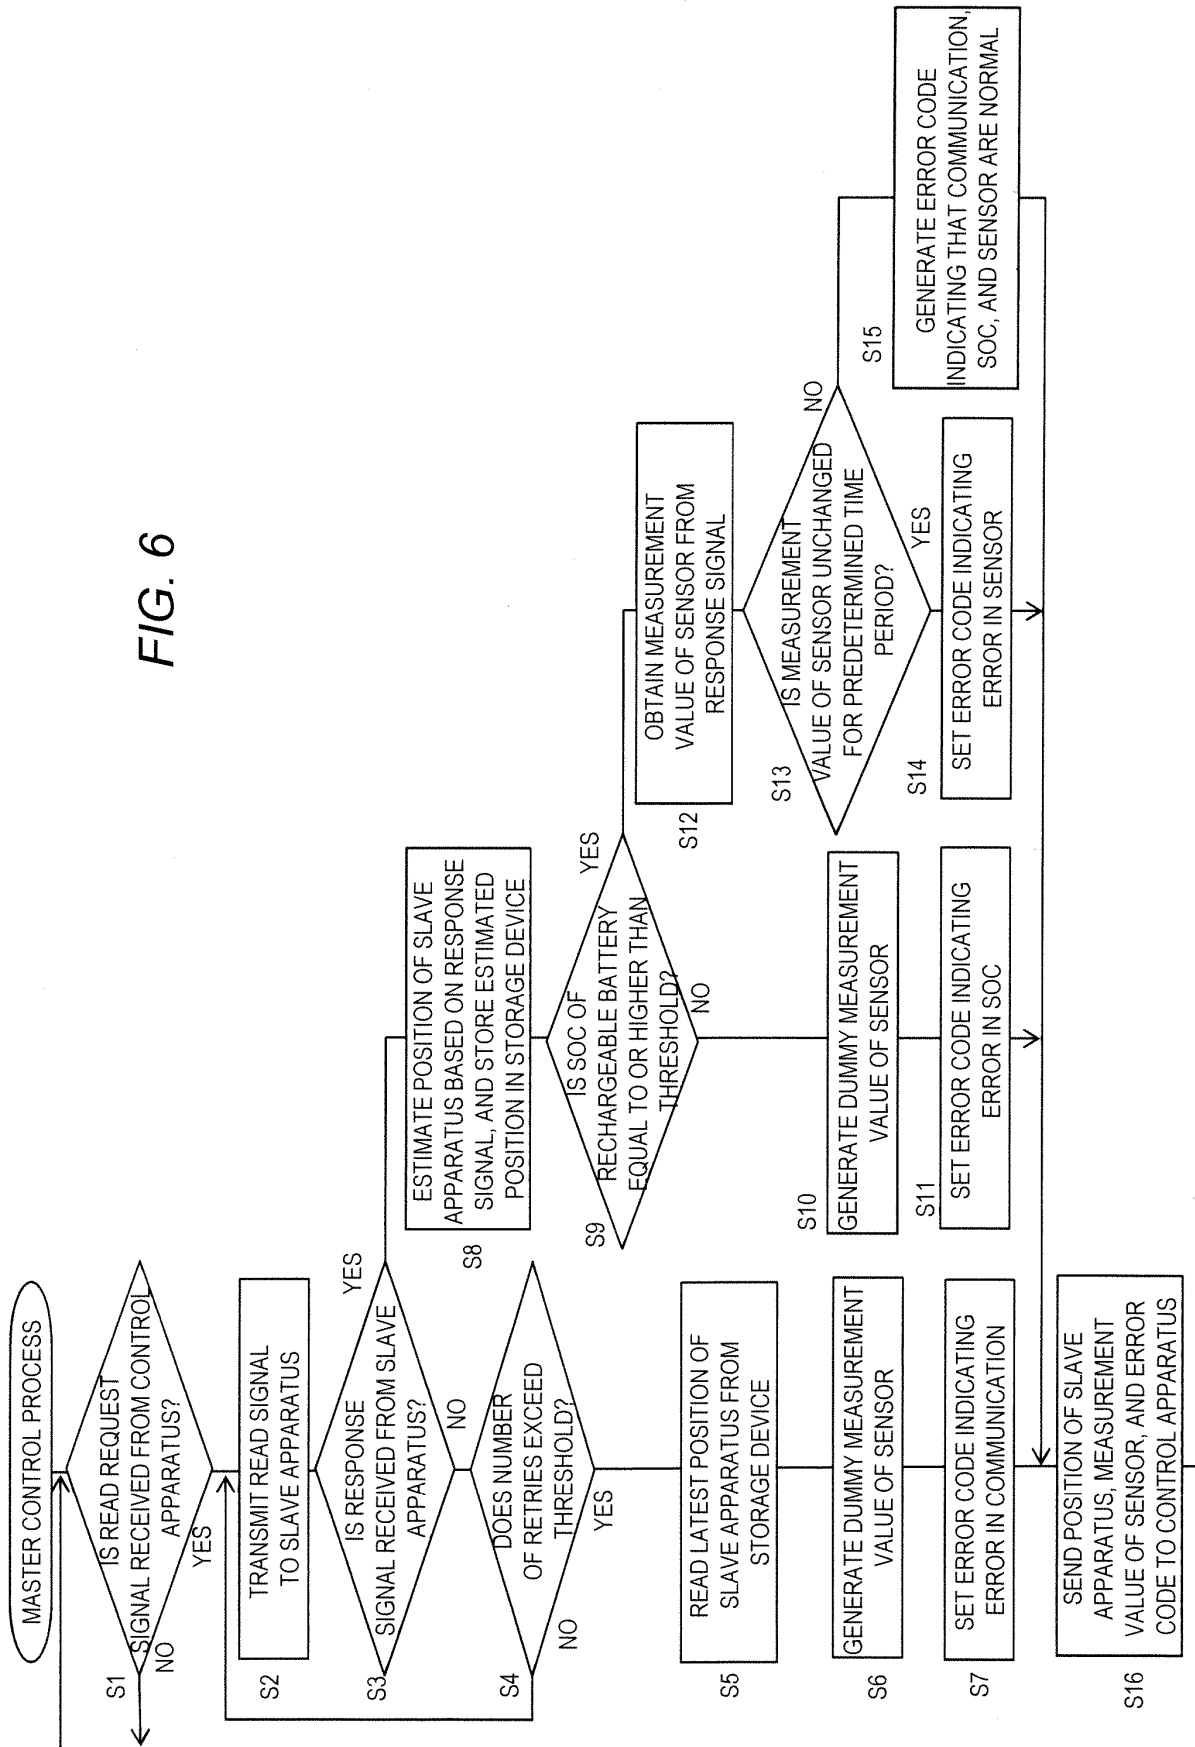 FIG. 6
MASTER CONTROL PROCESS
S1
IS READ REQUEST
SIGNAL RECEIVED FROM CONTROL
APPARATUS?
NO
YES
S2
TRANSMIT READ SIGNAL
TO SLAVE APPARATUS
S3
IS RESPONSE
SIGNAL RECEIVED FROM SLAVE
APPARATUS?
YES
NO
S4
DOES NUMBER
OF RETRIES EXCEED
THRESHOLD?
NO
YES
S5
READ LATEST POSITION OF
SLAVE APPARATUS FROM
STORAGE DEVICE
S6
GENERATE DUMMY MEASUREMENT
VALUE OF SENSOR
S7
SET ERROR CODE INDICATING
ERROR IN COMMUNICATION
S8
ESTIMATE POSITION OF SLAVE
APPARATUS BASED ON RESPONSE
SIGNAL, AND STORE ESTIMATED
POSITION IN STORAGE DEVICE
S9
IS SOC OF
RECHARGEABLE BATTERY
EQUAL TO OR HIGHER THAN
THRESHOLD?
YES
NO
S10
GENERATE DUMMY MEASUREMENT
VALUE OF SENSOR
S11
SET ERROR CODE INDICATING
ERROR IN SOC
S12
OBTAIN MEASUREMENT
VALUE OF SENSOR FROM
RESPONSE SIGNAL
S13
IS MEASUREMENT
VALUE OF SENSOR UNCHANGED
FOR PREDETERMINED TIME
PERIOD?
NO
YES
S14
SET ERROR CODE INDICATING
ERROR IN SENSOR
S15
GENERATE ERROR CODE
INDICATING THAT COMMUNICATION,
SOC, AND SENSOR ARE NORMAL
S16
SEND POSITION OF SLAVE
APPARATUS, MEASUREMENT
VALUE OF SENSOR, AND ERROR
CODE TO CONTROL APPARATUS